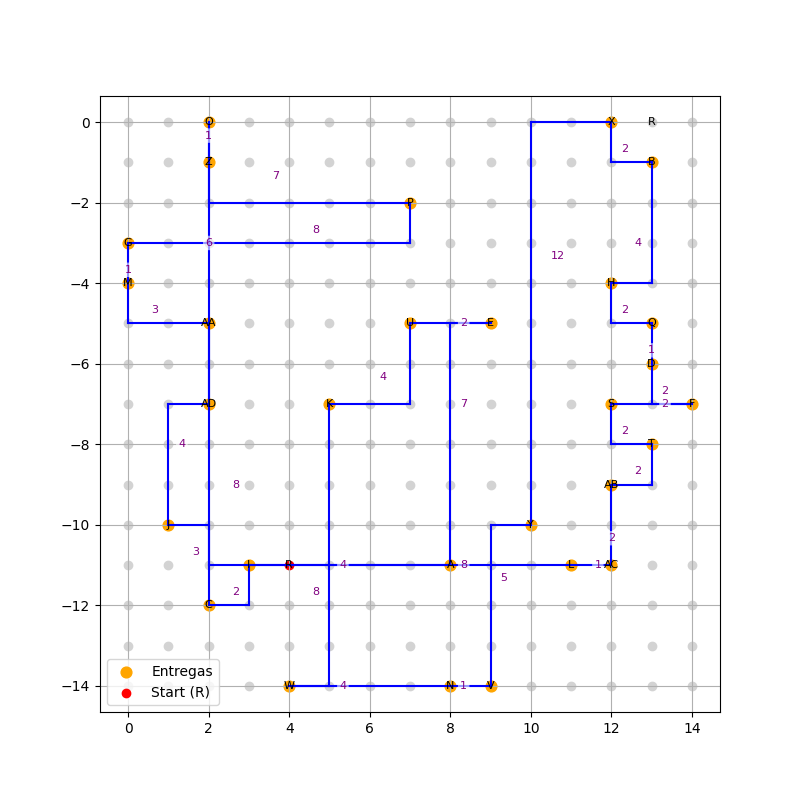 0 X R
1
2 B
7
−2 P
8
6 4
12
1
−4 M H
3 2
AA U 2 E
1
−6 D
4
2
AD K 7 S 2 F
2
4
−8 T
2
8 AB
−10 J Y
2
3
I 4 A 8 L 1 AC
5
2 8
−12
−14 W 4 N 1 V
Entregas
Start (R)
0 2 4 6 8 10 12 14